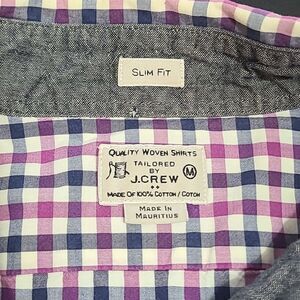 SLIM FIT
QUALITY WOVEN SHIRTS
TAILORED
BY
J.CREW
M
MADE OF 100% COTTON / COTON
MADE IN
MAURITIUS